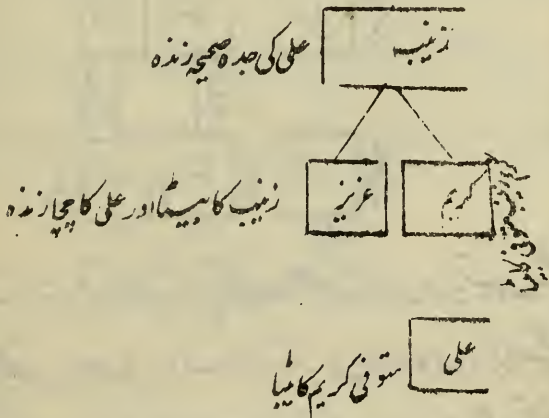 زینب علی کی جدہ صحیحہ زندہ
کریم عزیز زینب کا بیٹا اور علی کا چچا زندہ
علی متوفی کریم کا بیٹا